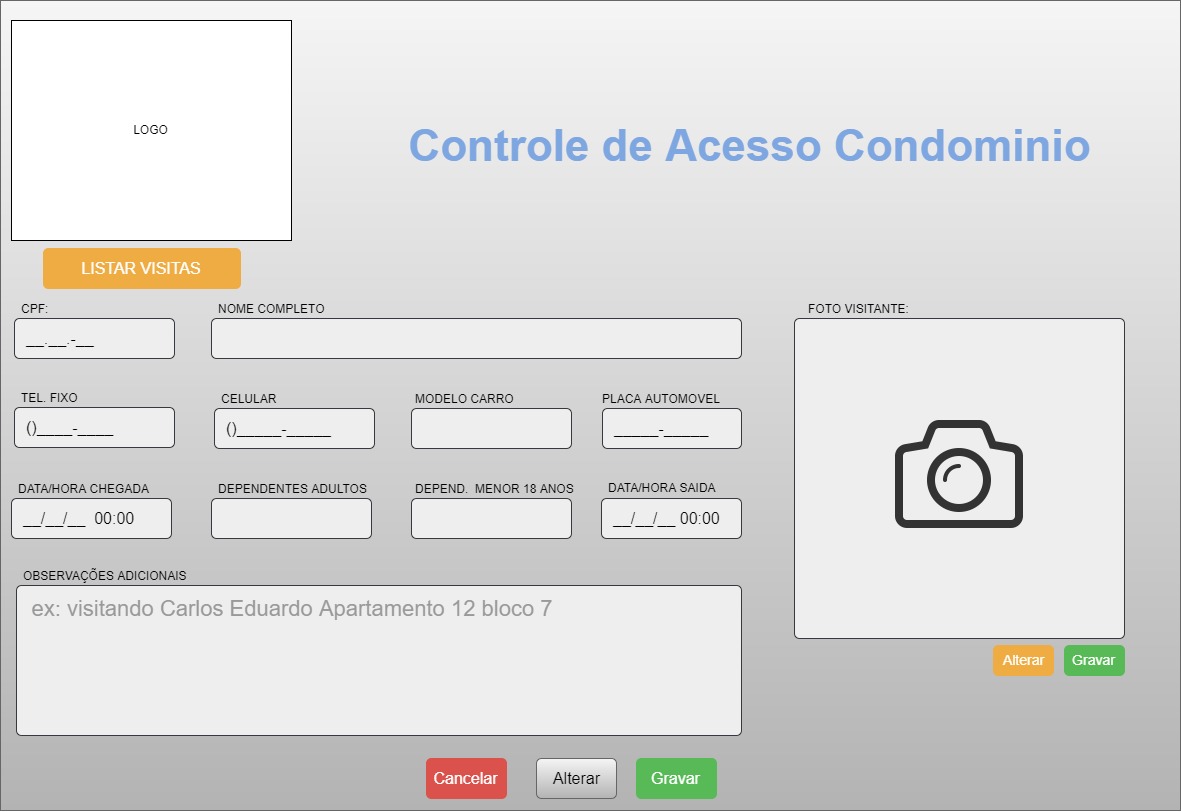 LOGO
Controle de Acesso Condominio
LISTAR VISITAS
CPF:
NOME COMPLETO
FOTO VISITANTE:
__.__.-__
TEL. FIXO
CELULAR
MODELO CARRO
PLACA AUTOMOVEL
()____-____
()_____-_____
_____-_____
DATA/HORA CHEGADA
DEPENDENTES ADULTOS
DEPEND.  MENOR 18 ANOS
DATA/HORA SAIDA
__/__/__  00:00
__/__/__ 00:00
OBSERVAÇÕES ADICIONAIS
ex: visitando Carlos Eduardo Apartamento 12 bloco 7
Alterar
Gravar
Cancelar
Alterar
Gravar